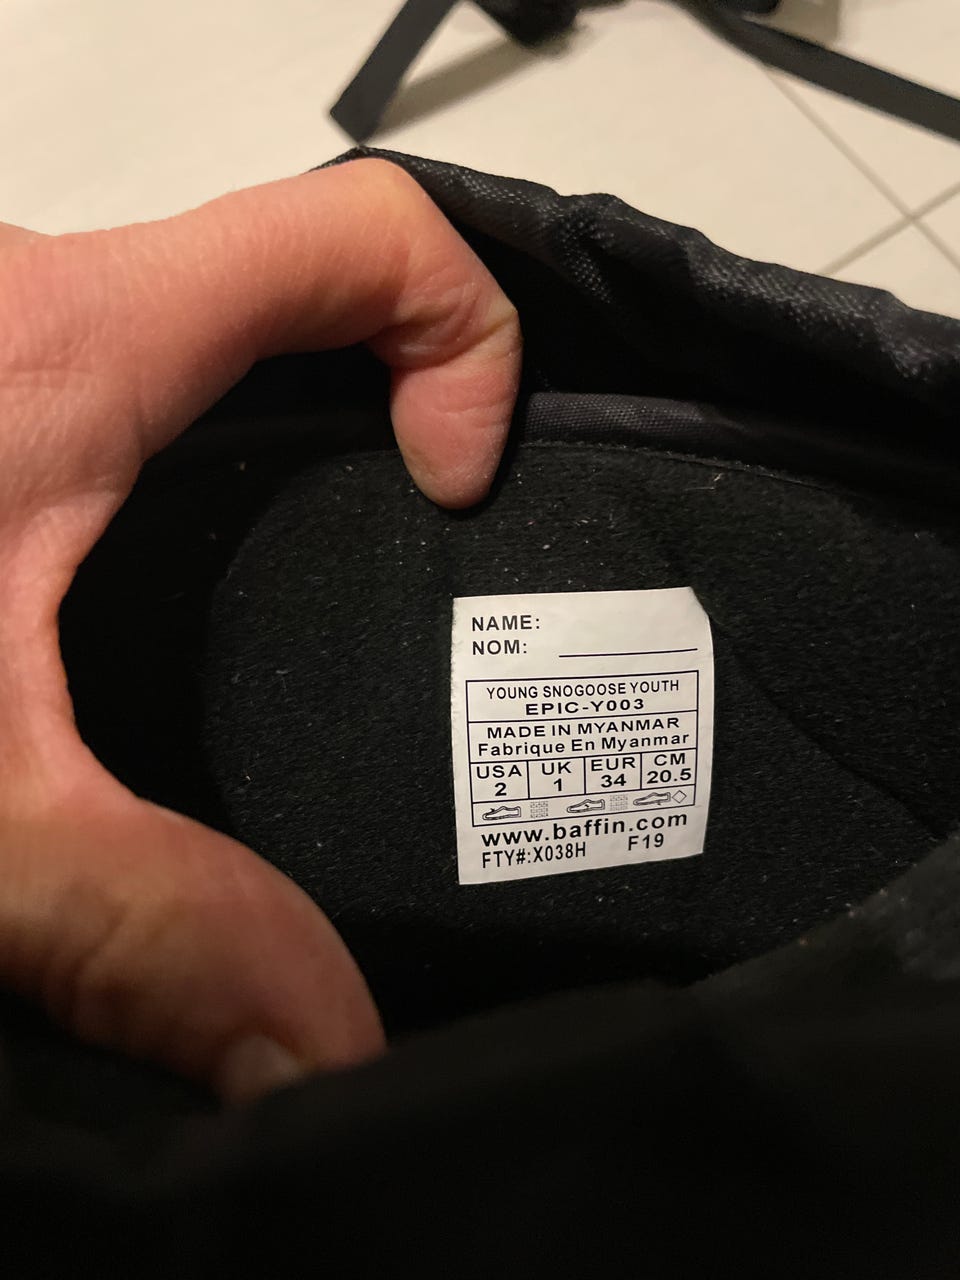 NAME:
NOM:
YOUNG SNOGOOSE YOUTH
EPIC-Y003
MADE IN MYANMAR
Fabrique En Myanmar
USA UK EUR CM
2 1 34 20.5
www.baffin.com
FTY#:X038H F19